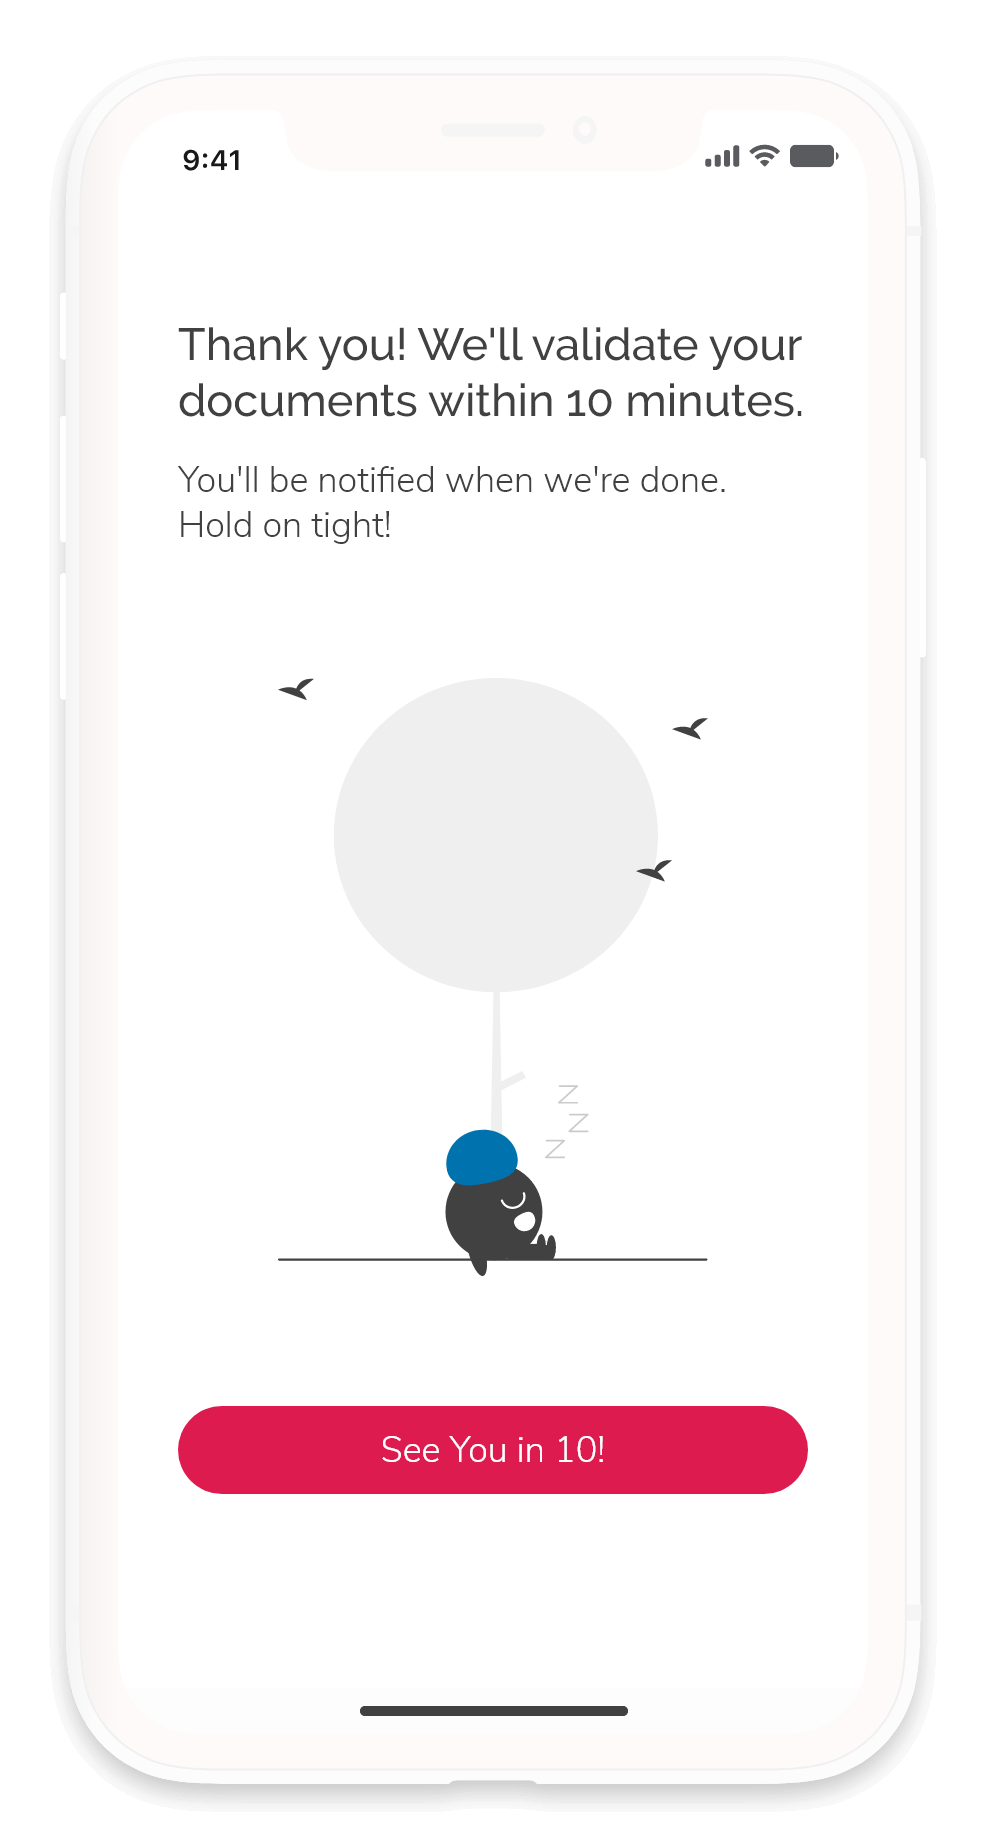 9:41
Thank you! We'll validate your
documents within 10 minutes.
You'll be notified when we're done.
Hold on tight!
Z
Z
Z
See You in 10!